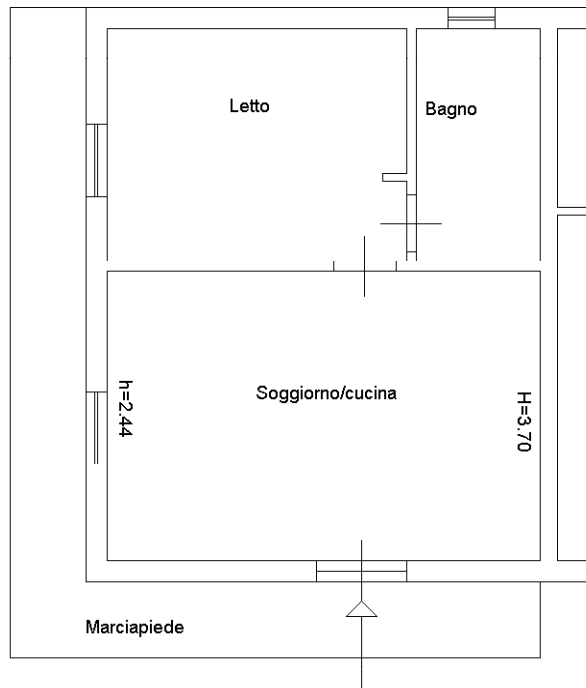 Letto
Bagno
Soggiorno/cucina
h=2.44
H=3.70
Marciapiede